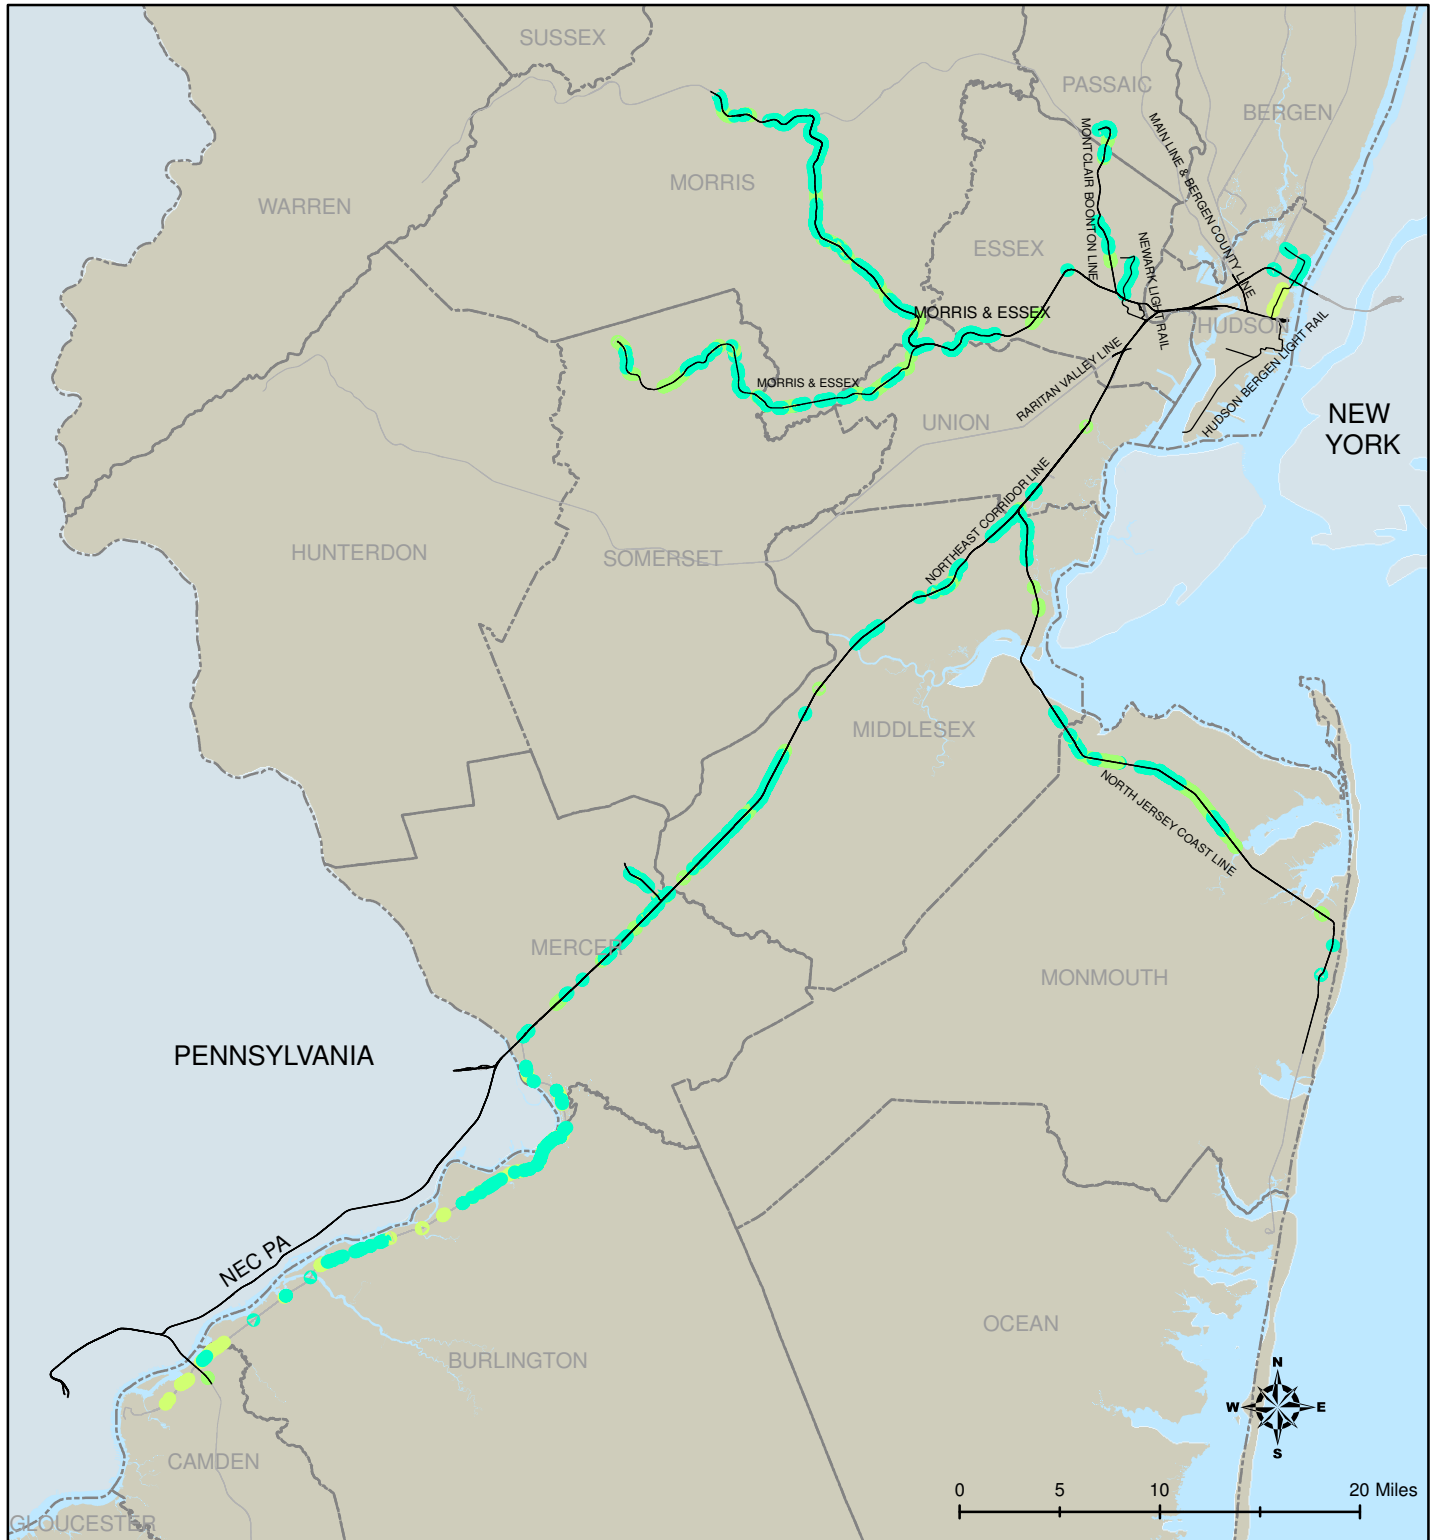 SUSSEX
PASSAIC
BERGEN
MORRIS
WARREN
MONTCLAIR BOONTON LINE
MAIN LINE & BERGEN COUNTY LINE
ESSEX
NEWARK LIGHT RAIL
MORRIS & ESSEX
HUDSON
HUDSON BERGEN LIGHT RAIL
RARITAN VALLEY LINE
MORRIS & ESSEX
UNION
NEW
YORK
NORTHEAST CORRIDOR LINE
HUNTERDON
SOMERSET
MIDDLESEX
NORTH JERSEY COAST LINE
MERCER
MONMOUTH
PENNSYLVANIA
NEC PA
OCEAN
BURLINGTON
N
W E
S
CAMDEN
0 5 10 20 Miles
GLOUCESTER